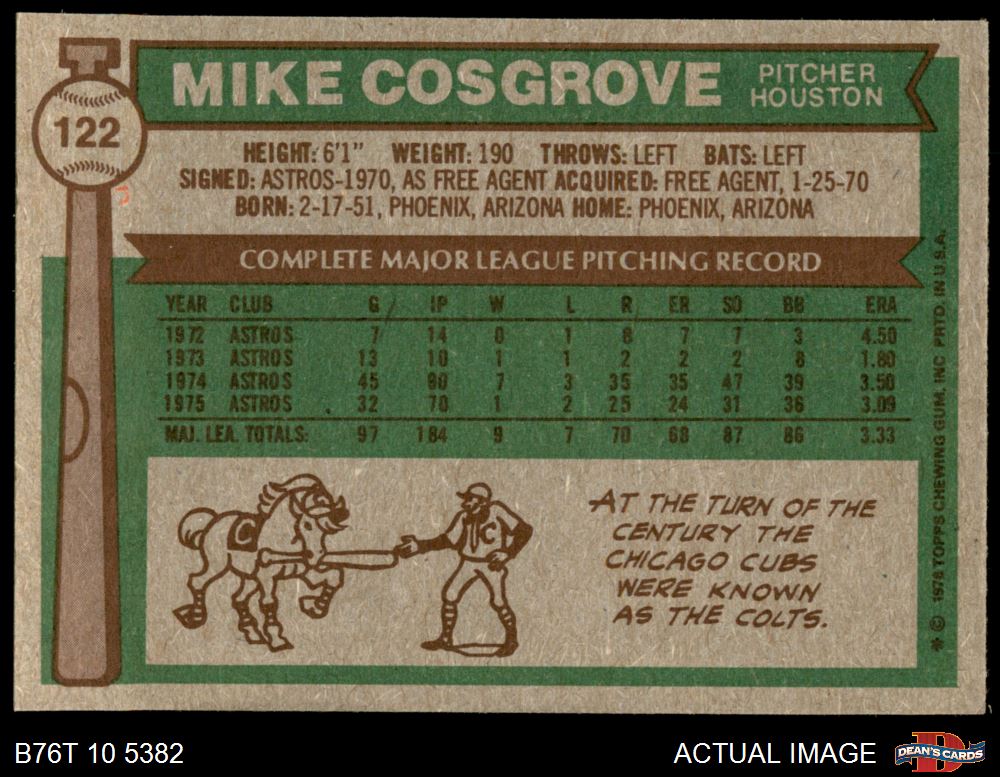 MIKE COSGROVE
PITCHER
HOUSTON
122
HEIGHT: 6'1" WEIGHT: 190 THROWS: LEFT BATS: LEFT
SIGNED: ASTROS-1970, AS FREE AGENT ACQUIRED: FREE AGENT, 1-25-70
BORN: 2-17-51, PHOENIX, ARIZONA HOME: PHOENIX, ARIZONA
COMPLETE MAJOR LEAGUE PITCHING RECORD
YEAR CLUB G IP W L R ER SO BB ERA
1972 ASTROS 7 14 0 1 8 7 7 3 4.50
1973 ASTROS 13 10 1 1 2 2 2 8 1.80
1974 ASTROS 45 90 7 3 35 35 47 39 3.50
1975 ASTROS 32 70 1 2 25 24 31 36 3.09
MAJ. LEA. TOTALS: 97 184 9 7 70 68 87 86 3.33
C
C
AT THE TURN OF THE
CENTURY THE
CHICAGO CUBS
WERE KNOWN
AS THE COLTS.
* © 1976 TOPPS CHEWING GUM, INC PRTD. IN U.S.A.
B76T 10 5382
ACTUAL IMAGE
D
DEAN'S CARDS